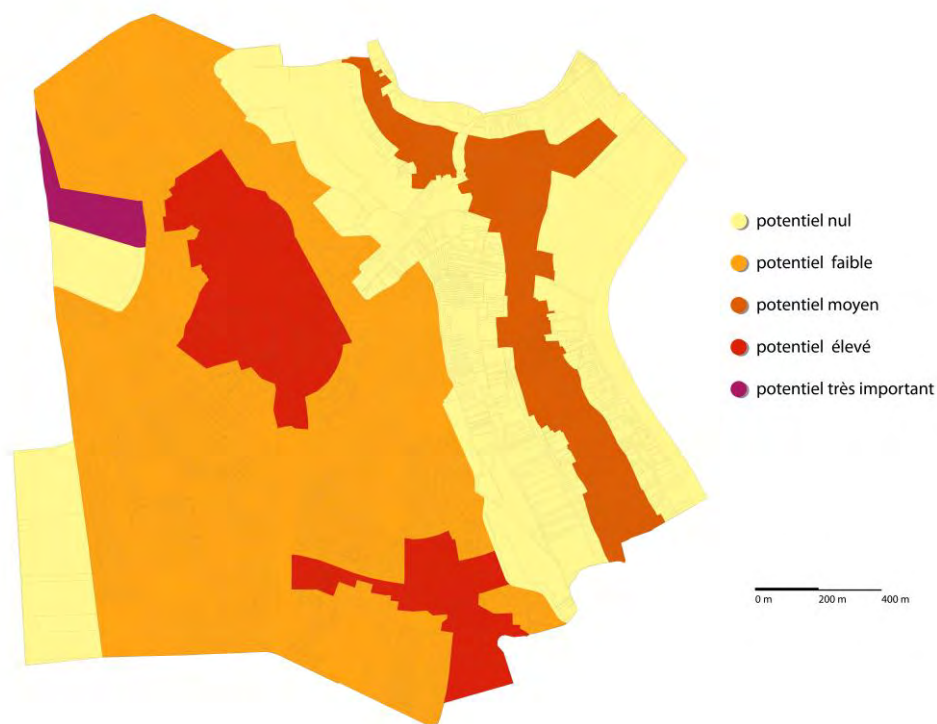 potentiel nul
potentiel faible
potentiel moyen
potentiel élevé
potentiel très important
0 m 200 m 400 m